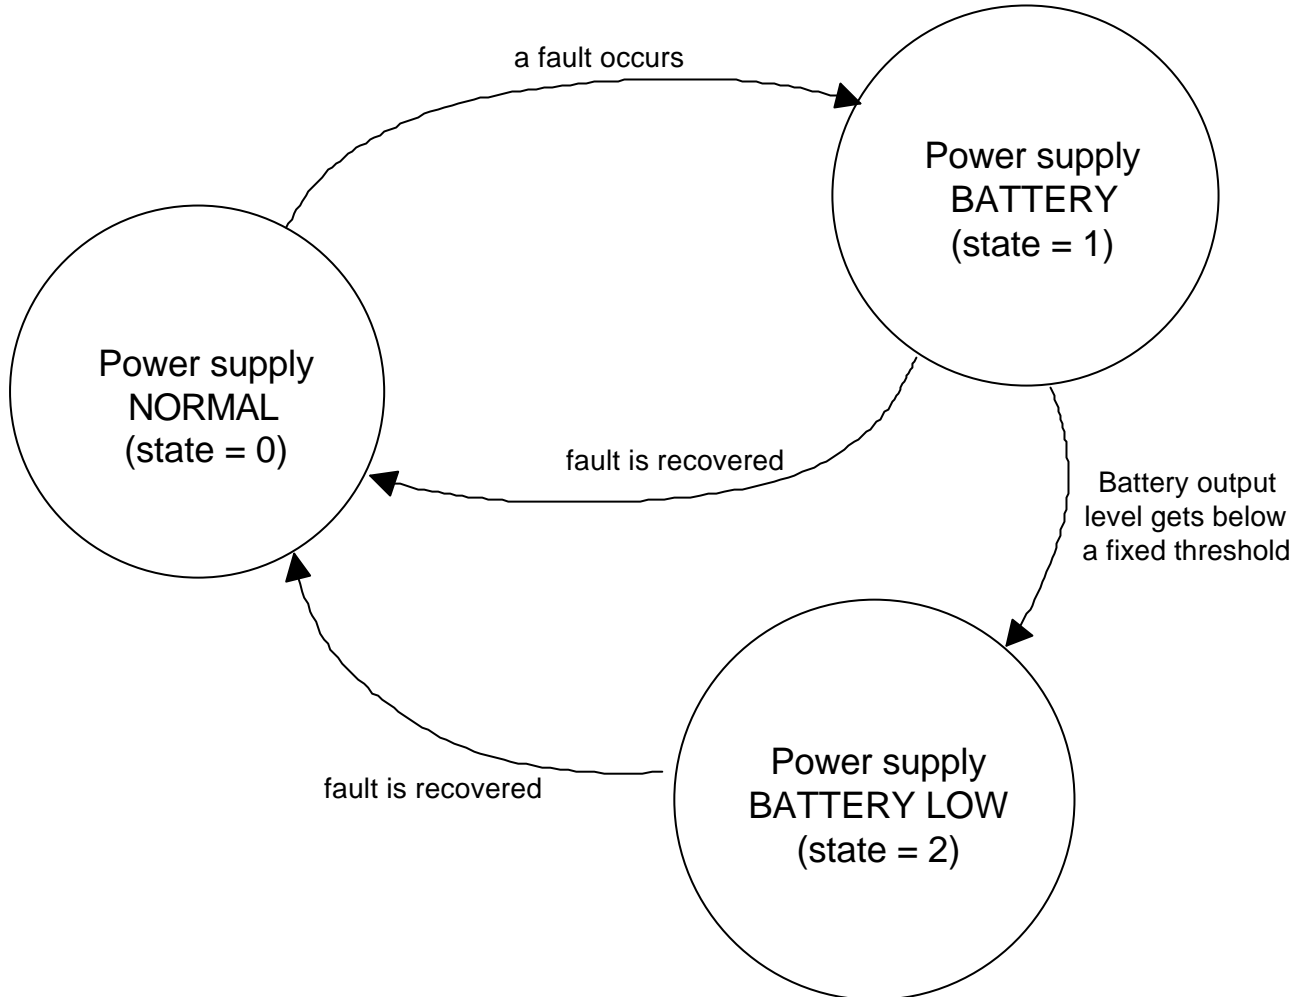 a fault occurs
Power supply
BATTERY
(state = 1)
Power supply
NORMAL
(state = 0)
fault is recovered
Battery output
level gets below
a fixed threshold
Power supply
BATTERY LOW
(state = 2)
fault is recovered